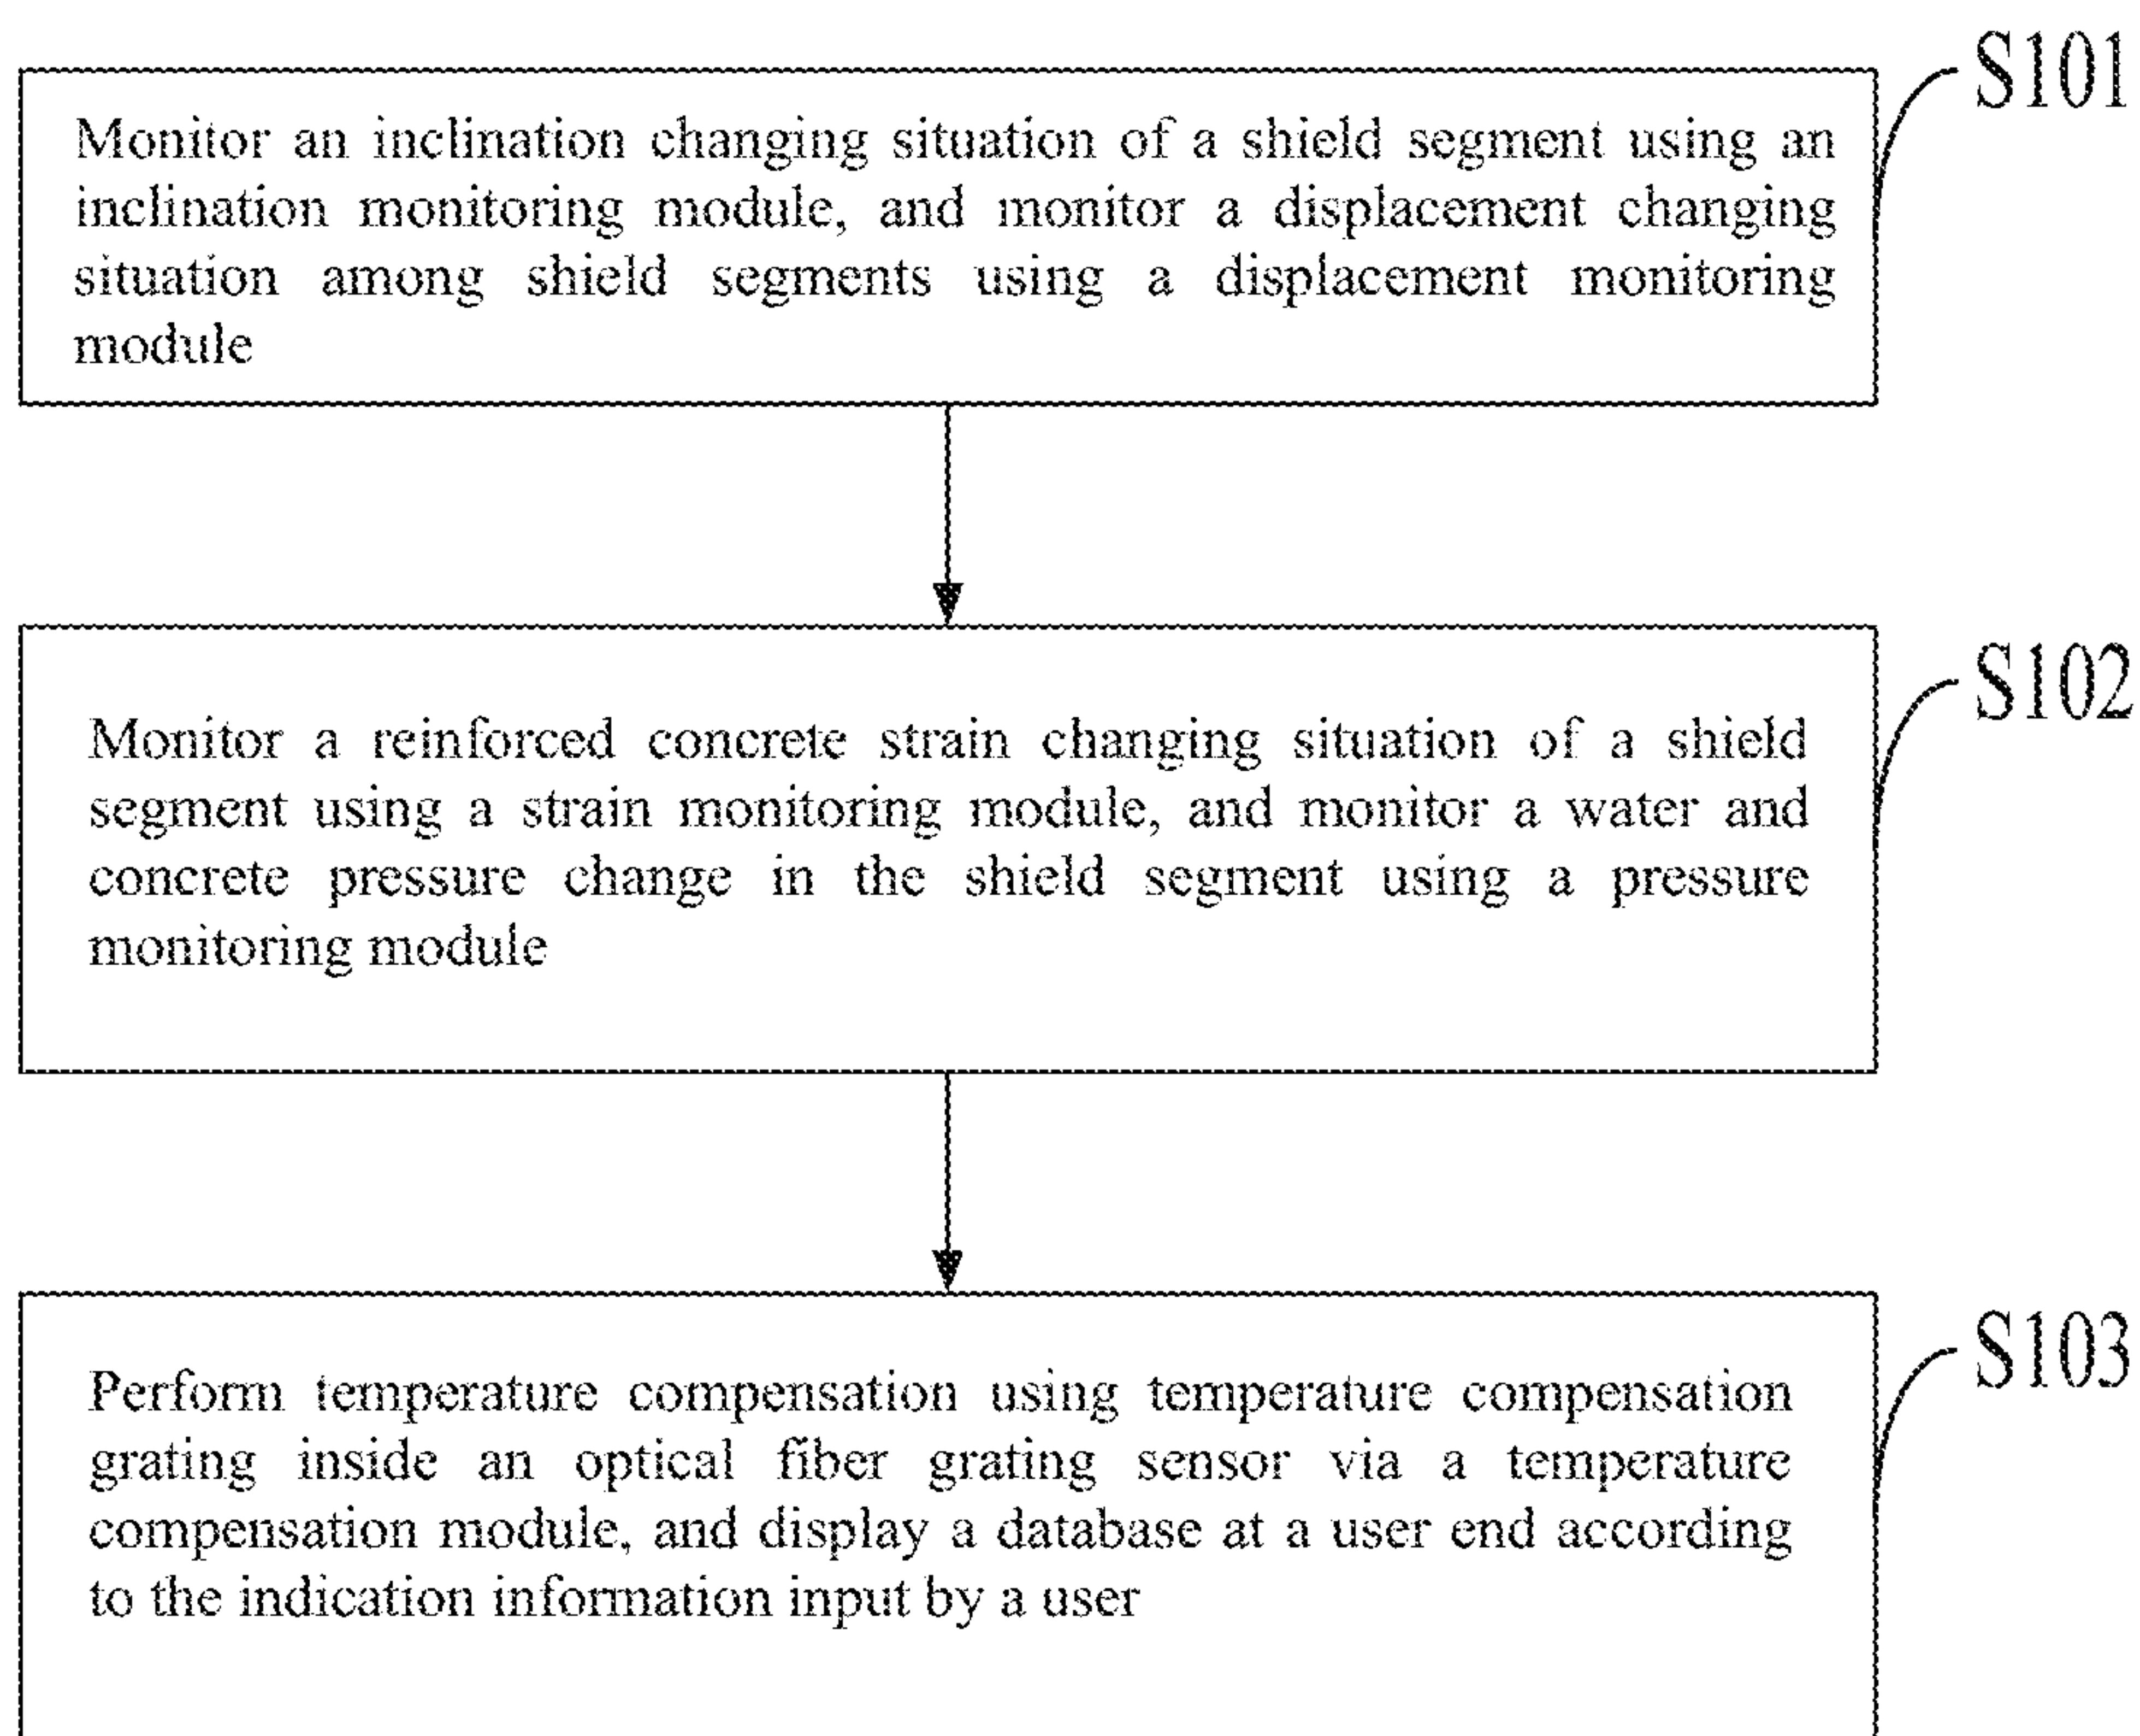 S101
Monitor an inclination changing situation of a shield segment using an
inclination monitoring module, and monitor a displacement changing
situation among shield segments using a displacement monitoring
module
S102
Monitor a reinforced concrete strain changing situation of a shield
segment using a strain monitoring module, and monitor a water and
concrete pressure change in the shield segment using a pressure
monitoring module
S103
Perform temperature compensation using temperature compensation
grating inside an optical fiber grating sensor via a temperature
compensation module, and display a database at a user end according
to the indication information input by a user